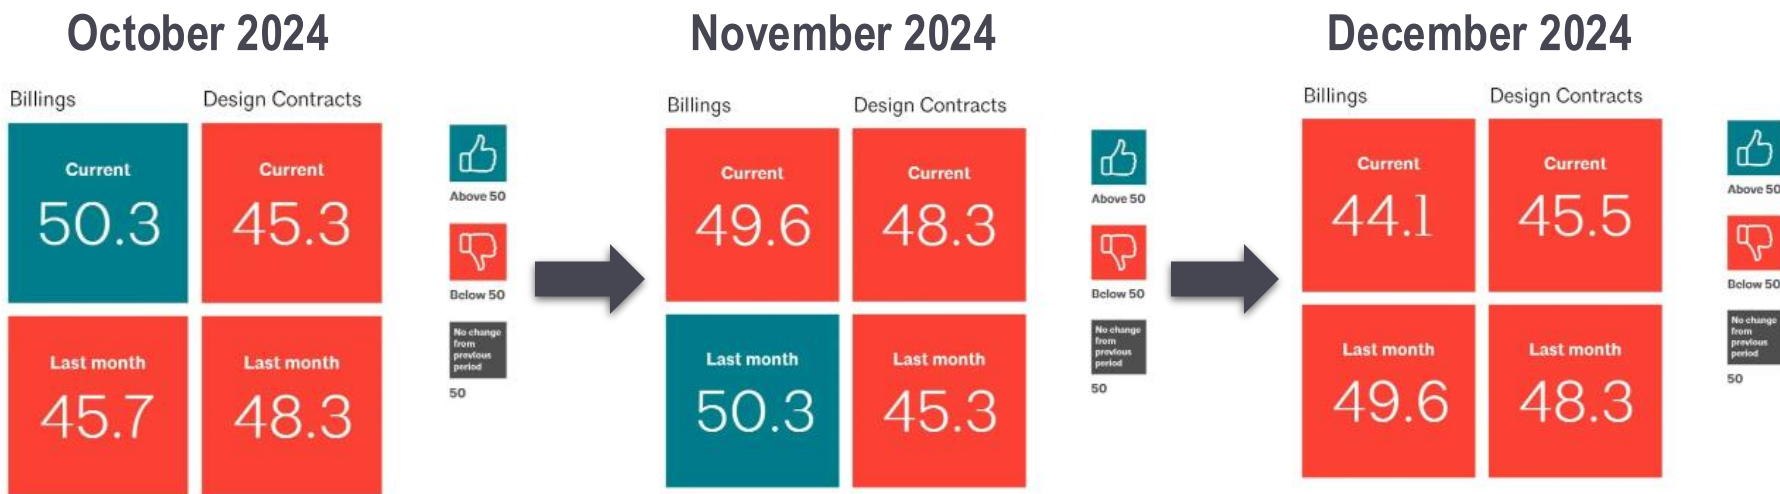 October 2024
Billings
Design Contracts
Current
50.3
Current
45.3
Last month
45.7
Last month
48.3
Above 50
Below 50
No change
from
previous
period
50
November 2024
Billings
Design Contracts
Current
49.6
Current
48.3
Last month
50.3
Last month
45.3
Above 50
Below 50
No change
from
previous
period
50
December 2024
Billings
Design Contracts
Current
44.1
Current
45.5
Last month
49.6
Last month
48.3
Above 50
Below 50
No change
from
previous
period
50